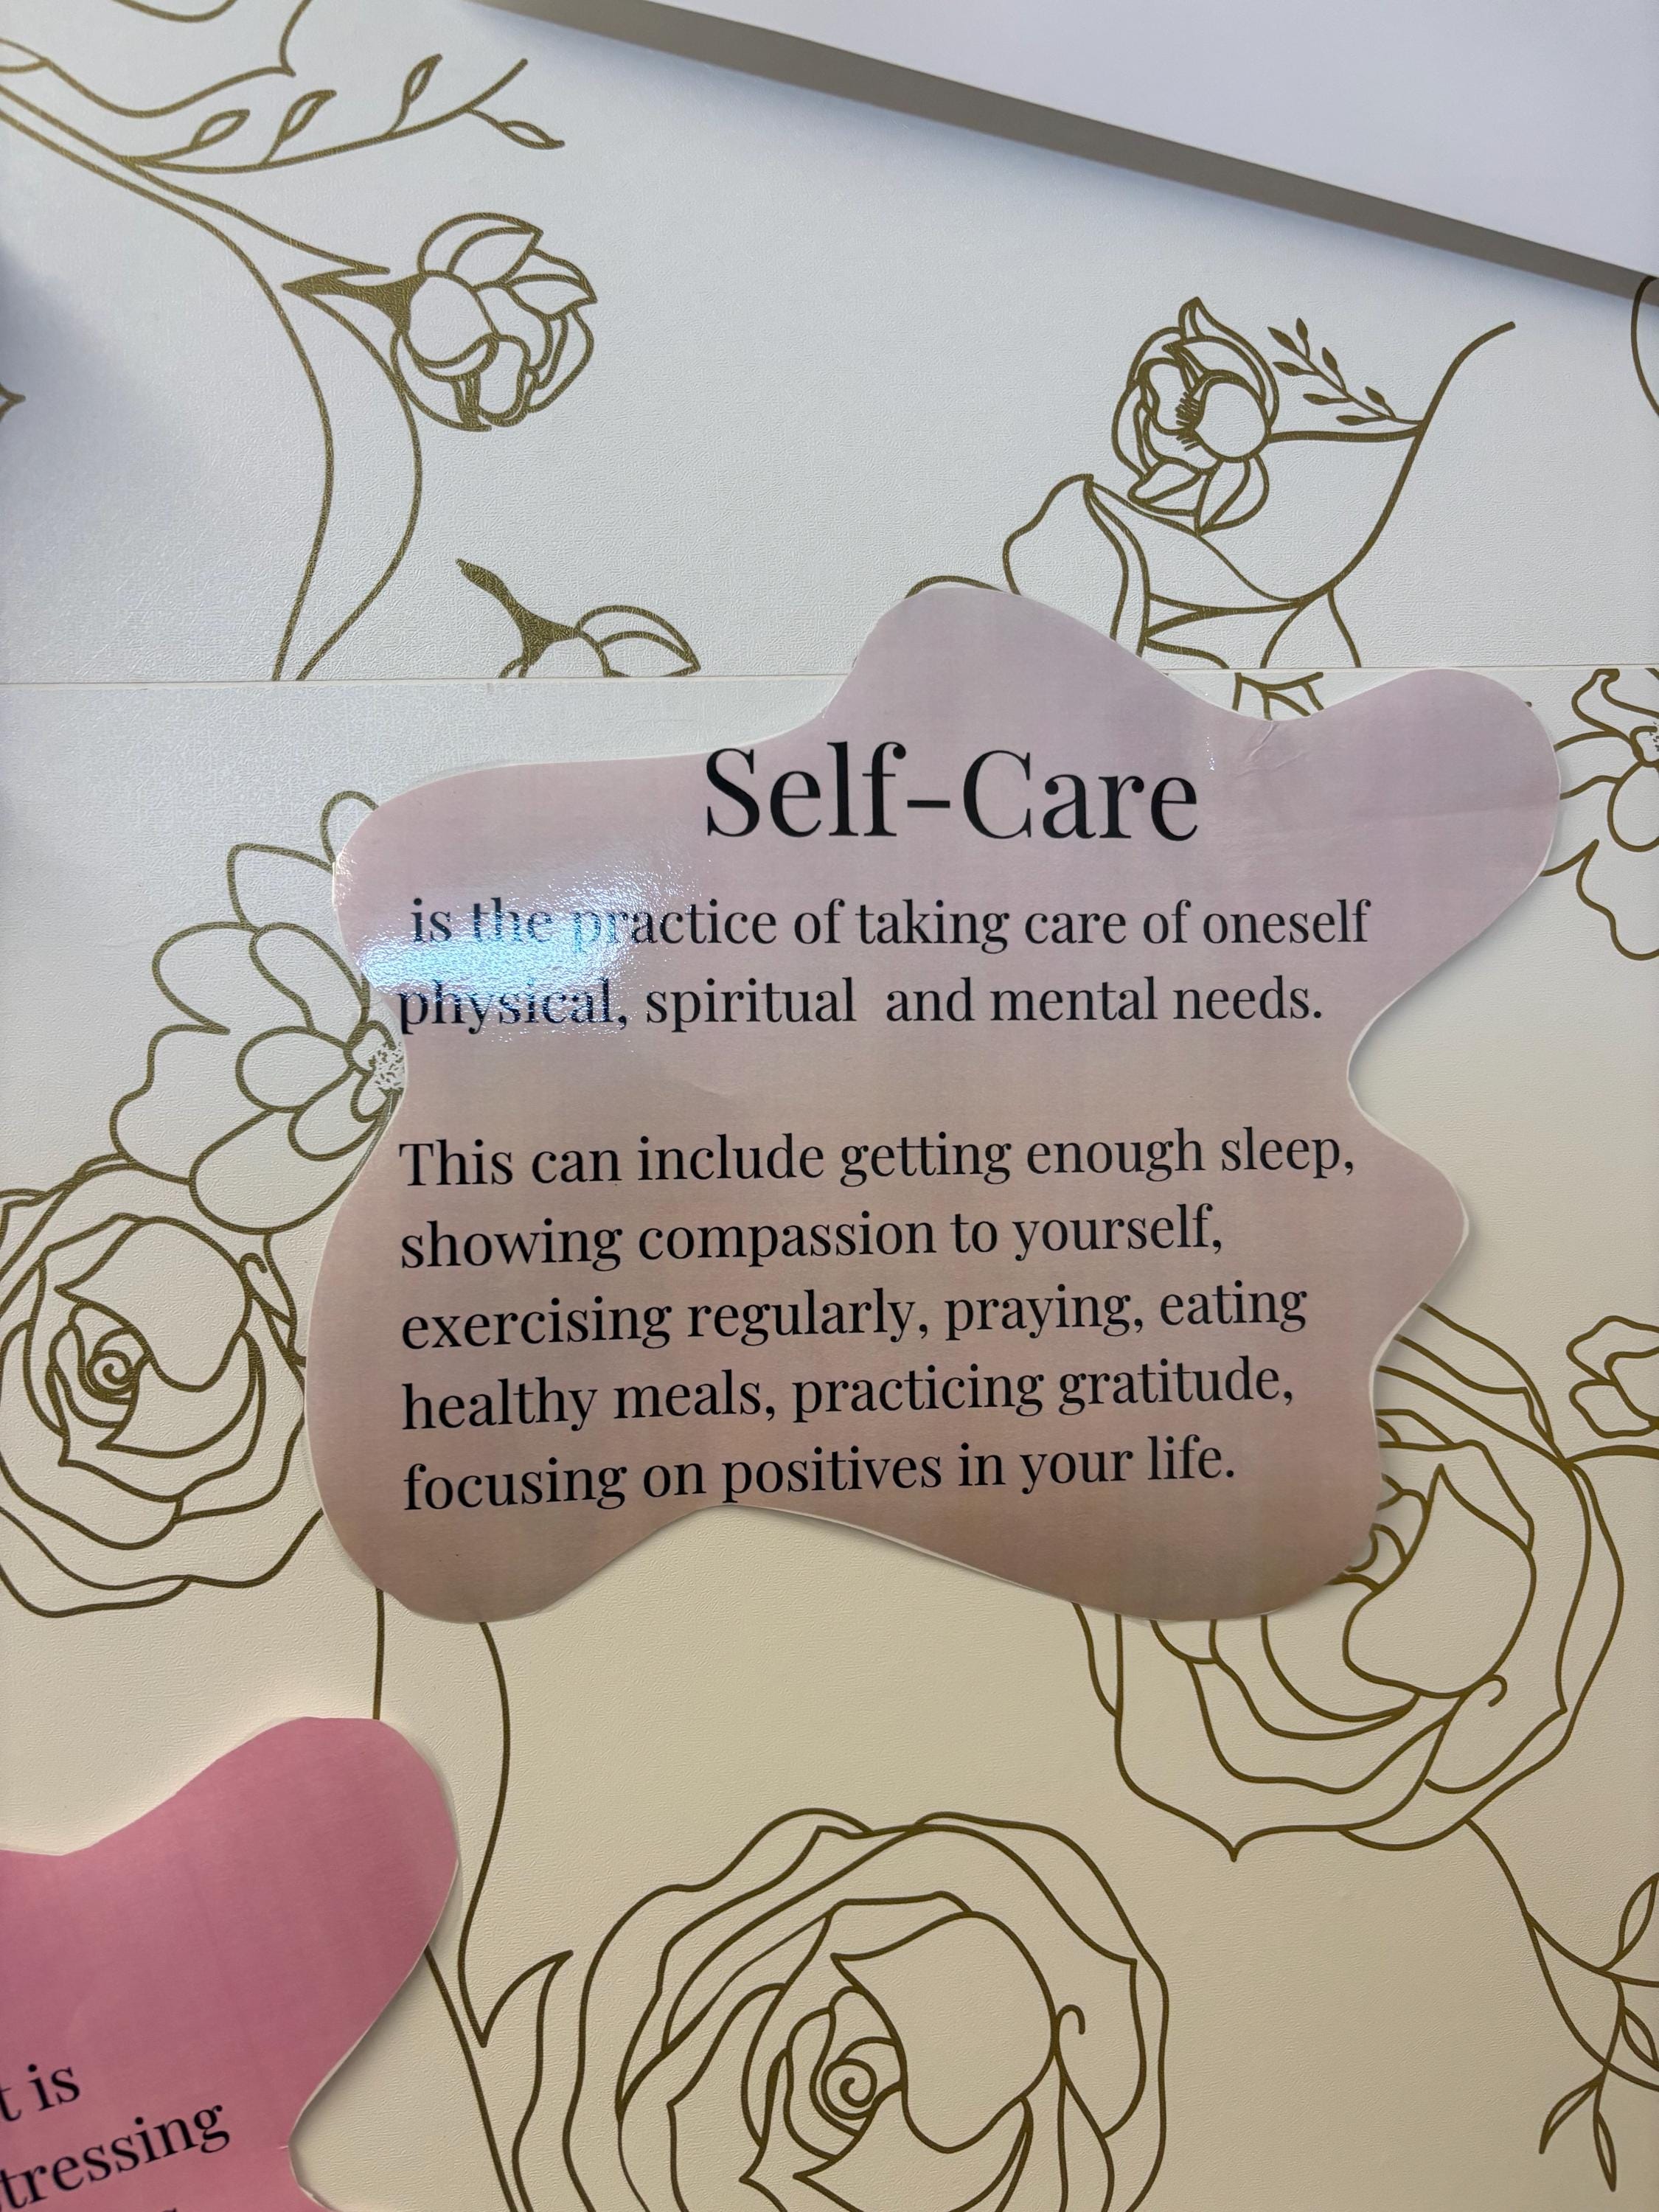 Self-Care
is the practice of taking care of oneself
physical, spiritual and mental needs.
This can include getting enough sleep,
showing compassion to yourself,
exercising regularly, praying, eating
healthy meals, practicing gratitude,
focusing on positives in your life.
is